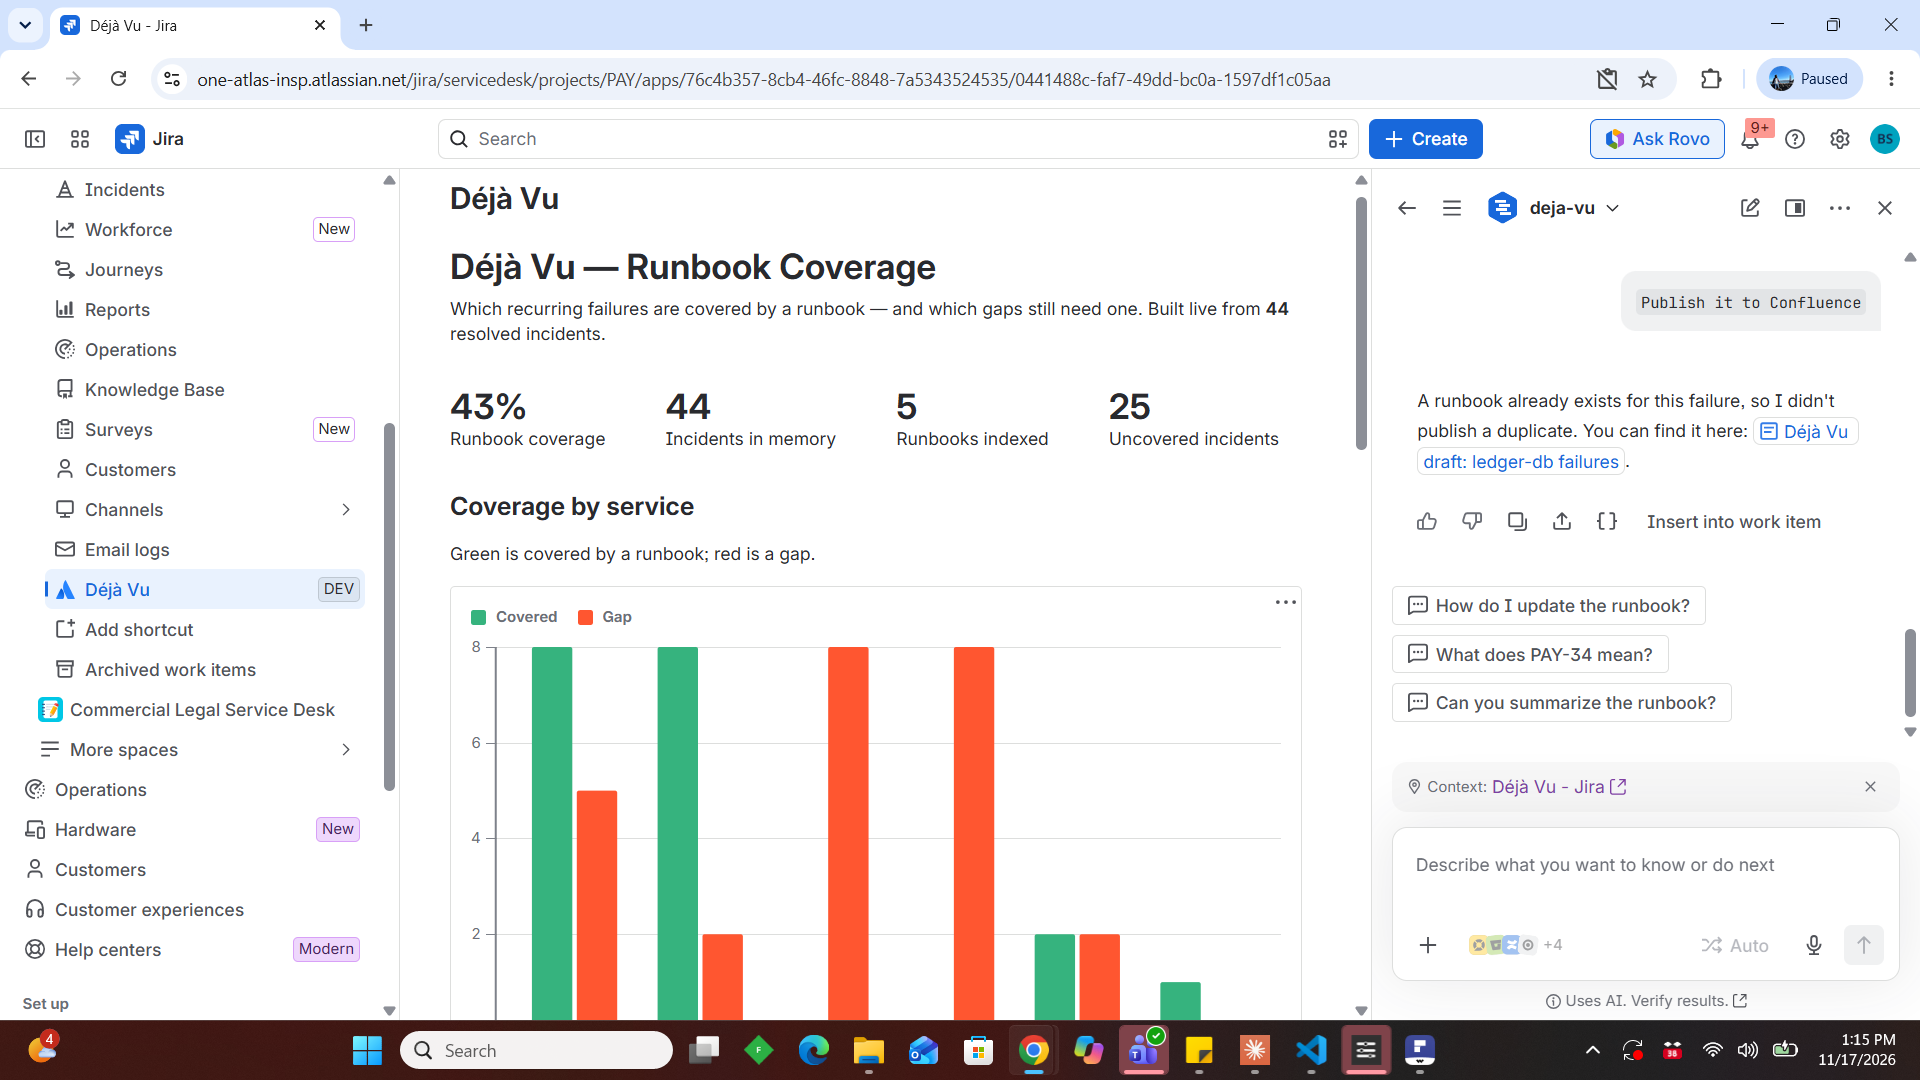 Déjà Vu - Jira
one-atlas-insp.atlassian.net/jira/servicedesk/projects/PAY/apps/76c4b357-8cb4-46fc-8848-7a5343524535/0441488c-faf7-49dd-bc0a-1597df1c05aa
Paused
Jira
Search
Create
Ask Rovo
9+
BS
Incidents
Workforce
New
Journeys
Reports
Operations
Knowledge Base
Surveys
New
Customers
Channels
Email logs
Déjà Vu
DEV
Add shortcut
Archived work items
Commercial Legal Service Desk
More spaces
Operations
Hardware
New
Customers
Customer experiences
Help centers
Modern
Set up
Déjà Vu
Déjà Vu — Runbook Coverage
Which recurring failures are covered by a runbook — and which gaps still need one. Built live from 44
resolved incidents.
43%
Runbook coverage
44
Incidents in memory
5
Runbooks indexed
25
Uncovered incidents
Coverage by service
Green is covered by a runbook; red is a gap.
Covered
Gap
8
6
4
2
deja-vu
Publish it to Confluence
A runbook already exists for this failure, so I didn't
publish a duplicate. You can find it here: Déjà Vu
draft: ledger-db failures.
Insert into work item
How do I update the runbook?
What does PAY-34 mean?
Can you summarize the runbook?
Context: Déjà Vu - Jira
Describe what you want to know or do next
+4
Auto
Uses AI. Verify results.
4
Search
38
1:15 PM
11/17/2026